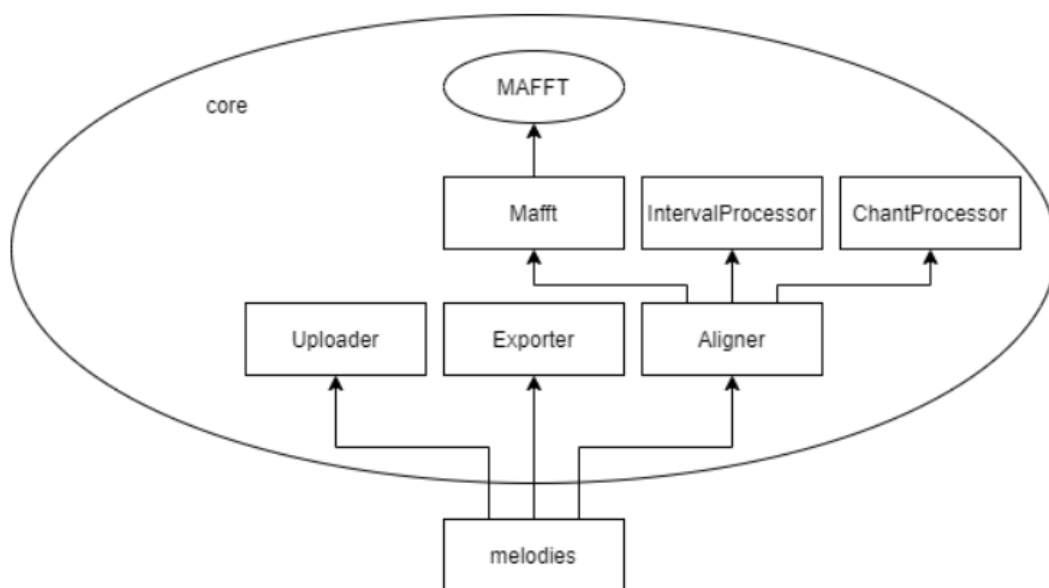 MAFFT
core
Mafft
IntervalProcessor
ChantProcessor
Uploader
Exporter
Aligner
melodies